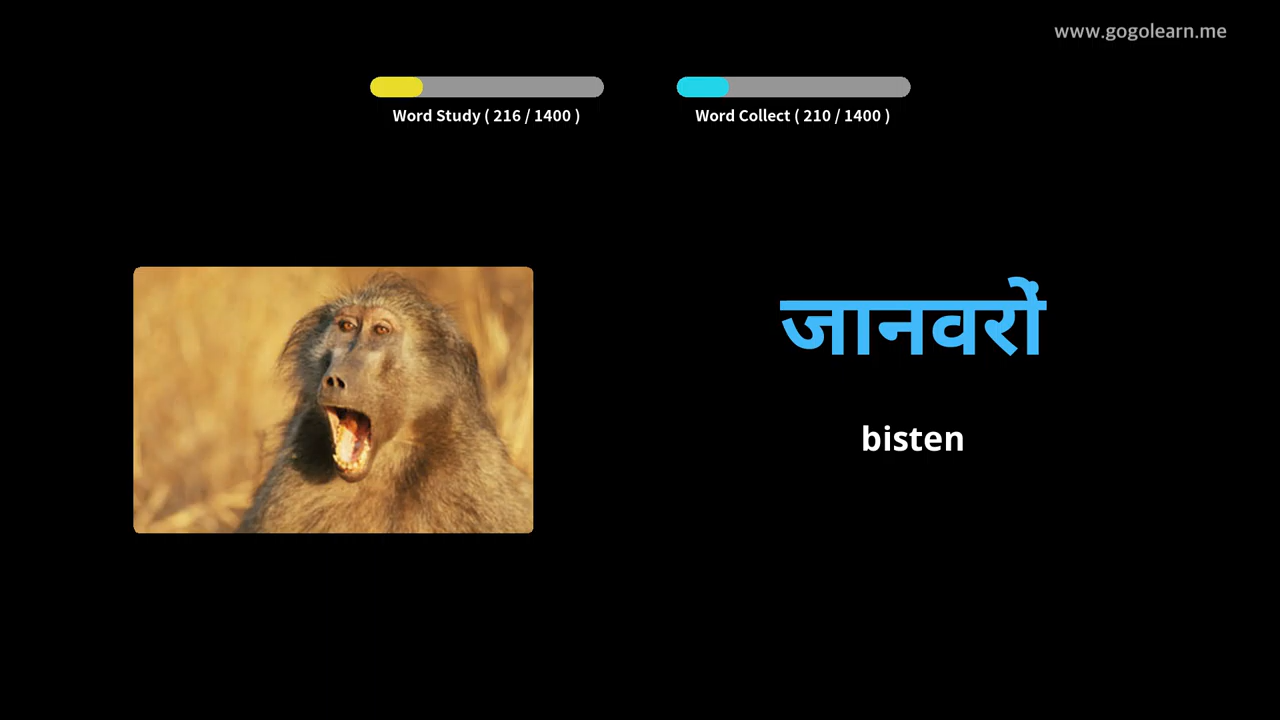 www.gogolearn.me
Word Study ( 216 / 1400 )
Word Collect ( 210 / 1400 )
जानवरों
bisten